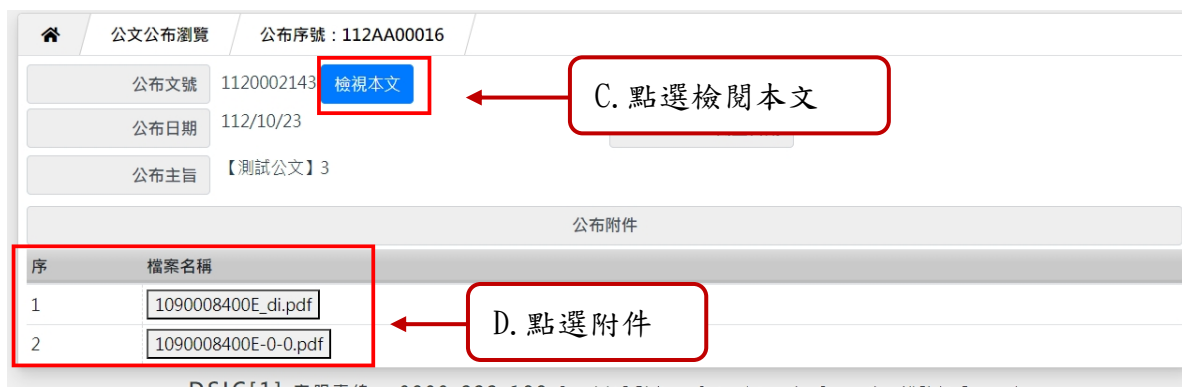 公文公布瀏覽 公布序號：112AA00016
公布文號 1120002143 檢視本文
C.點選檢閱本文
公布日期 112/10/23
公布主旨 【測試公文】3
公布附件
序 檔案名稱
1 1090008400E_di.pdf
D.點選附件
2 1090008400E-0-0.pdf